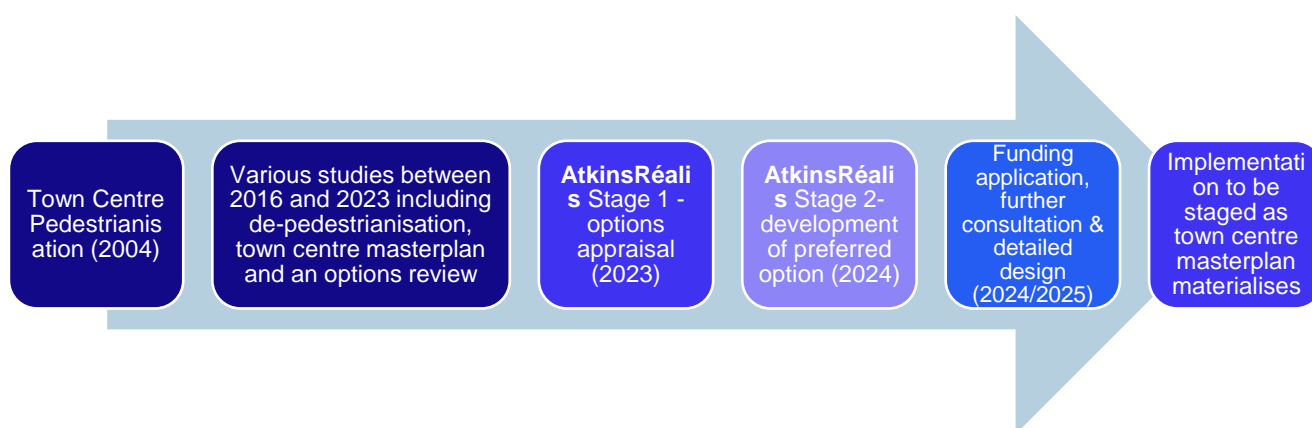 Town Centre
Pedestrianis
ation (2004)
Various studies between
2016 and 2023 including
de-pedestrianisation,
town centre masterplan
and an options review
AtkinsRéali
s Stage 1 -
options
appraisal
(2023)
AtkinsRéali
s Stage 2-
development
of preferred
option (2024)
Funding
application,
further
consultation &
detailed
design
(2024/2025)
Implementati
on to be
staged as
town centre
masterplan
materialises